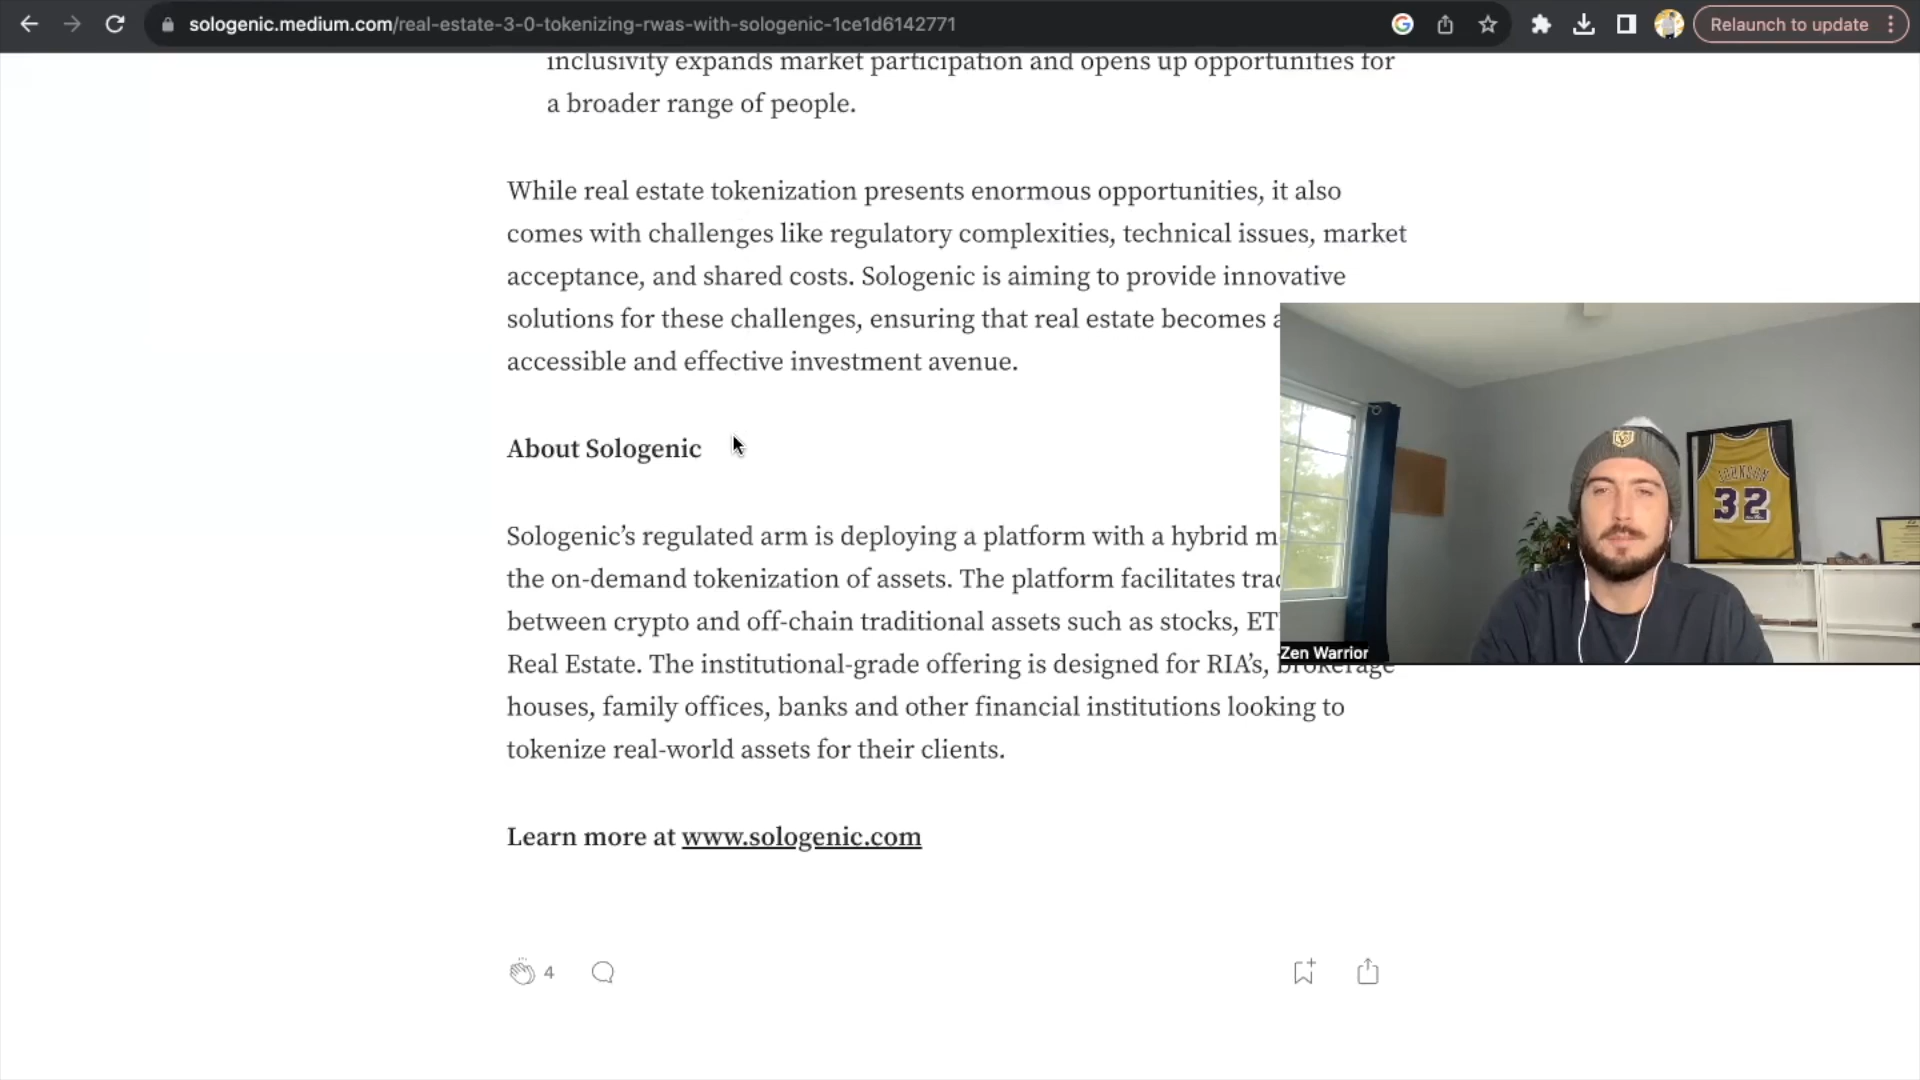 sologenic.medium.com/real-estate-3-0-tokenizing-rwas-with-sologenic-1ce1d6142771
Relaunch to update
inclusivity expands market participation and opens up opportunities for
a broader range of people.
While real estate tokenization presents enormous opportunities, it also
comes with challenges like regulatory complexities, technical issues, market
acceptance, and shared costs. Sologenic is aiming to provide innovative
solutions for these challenges, ensuring that real estate becomes
accessible and effective investment avenue.
About Sologenic
Sologenic’s regulated arm is deploying a platform with a hybrid
the on-demand tokenization of assets. The platform facilitates
between crypto and off-chain traditional assets such as stocks,
Real Estate. The institutional-grade offering is designed for RIA’s, brokerage
houses, family offices, banks and other financial institutions looking to
tokenize real-world assets for their clients.
Learn more at www.sologenic.com
4
JOHNSON
32
Zen Warrior